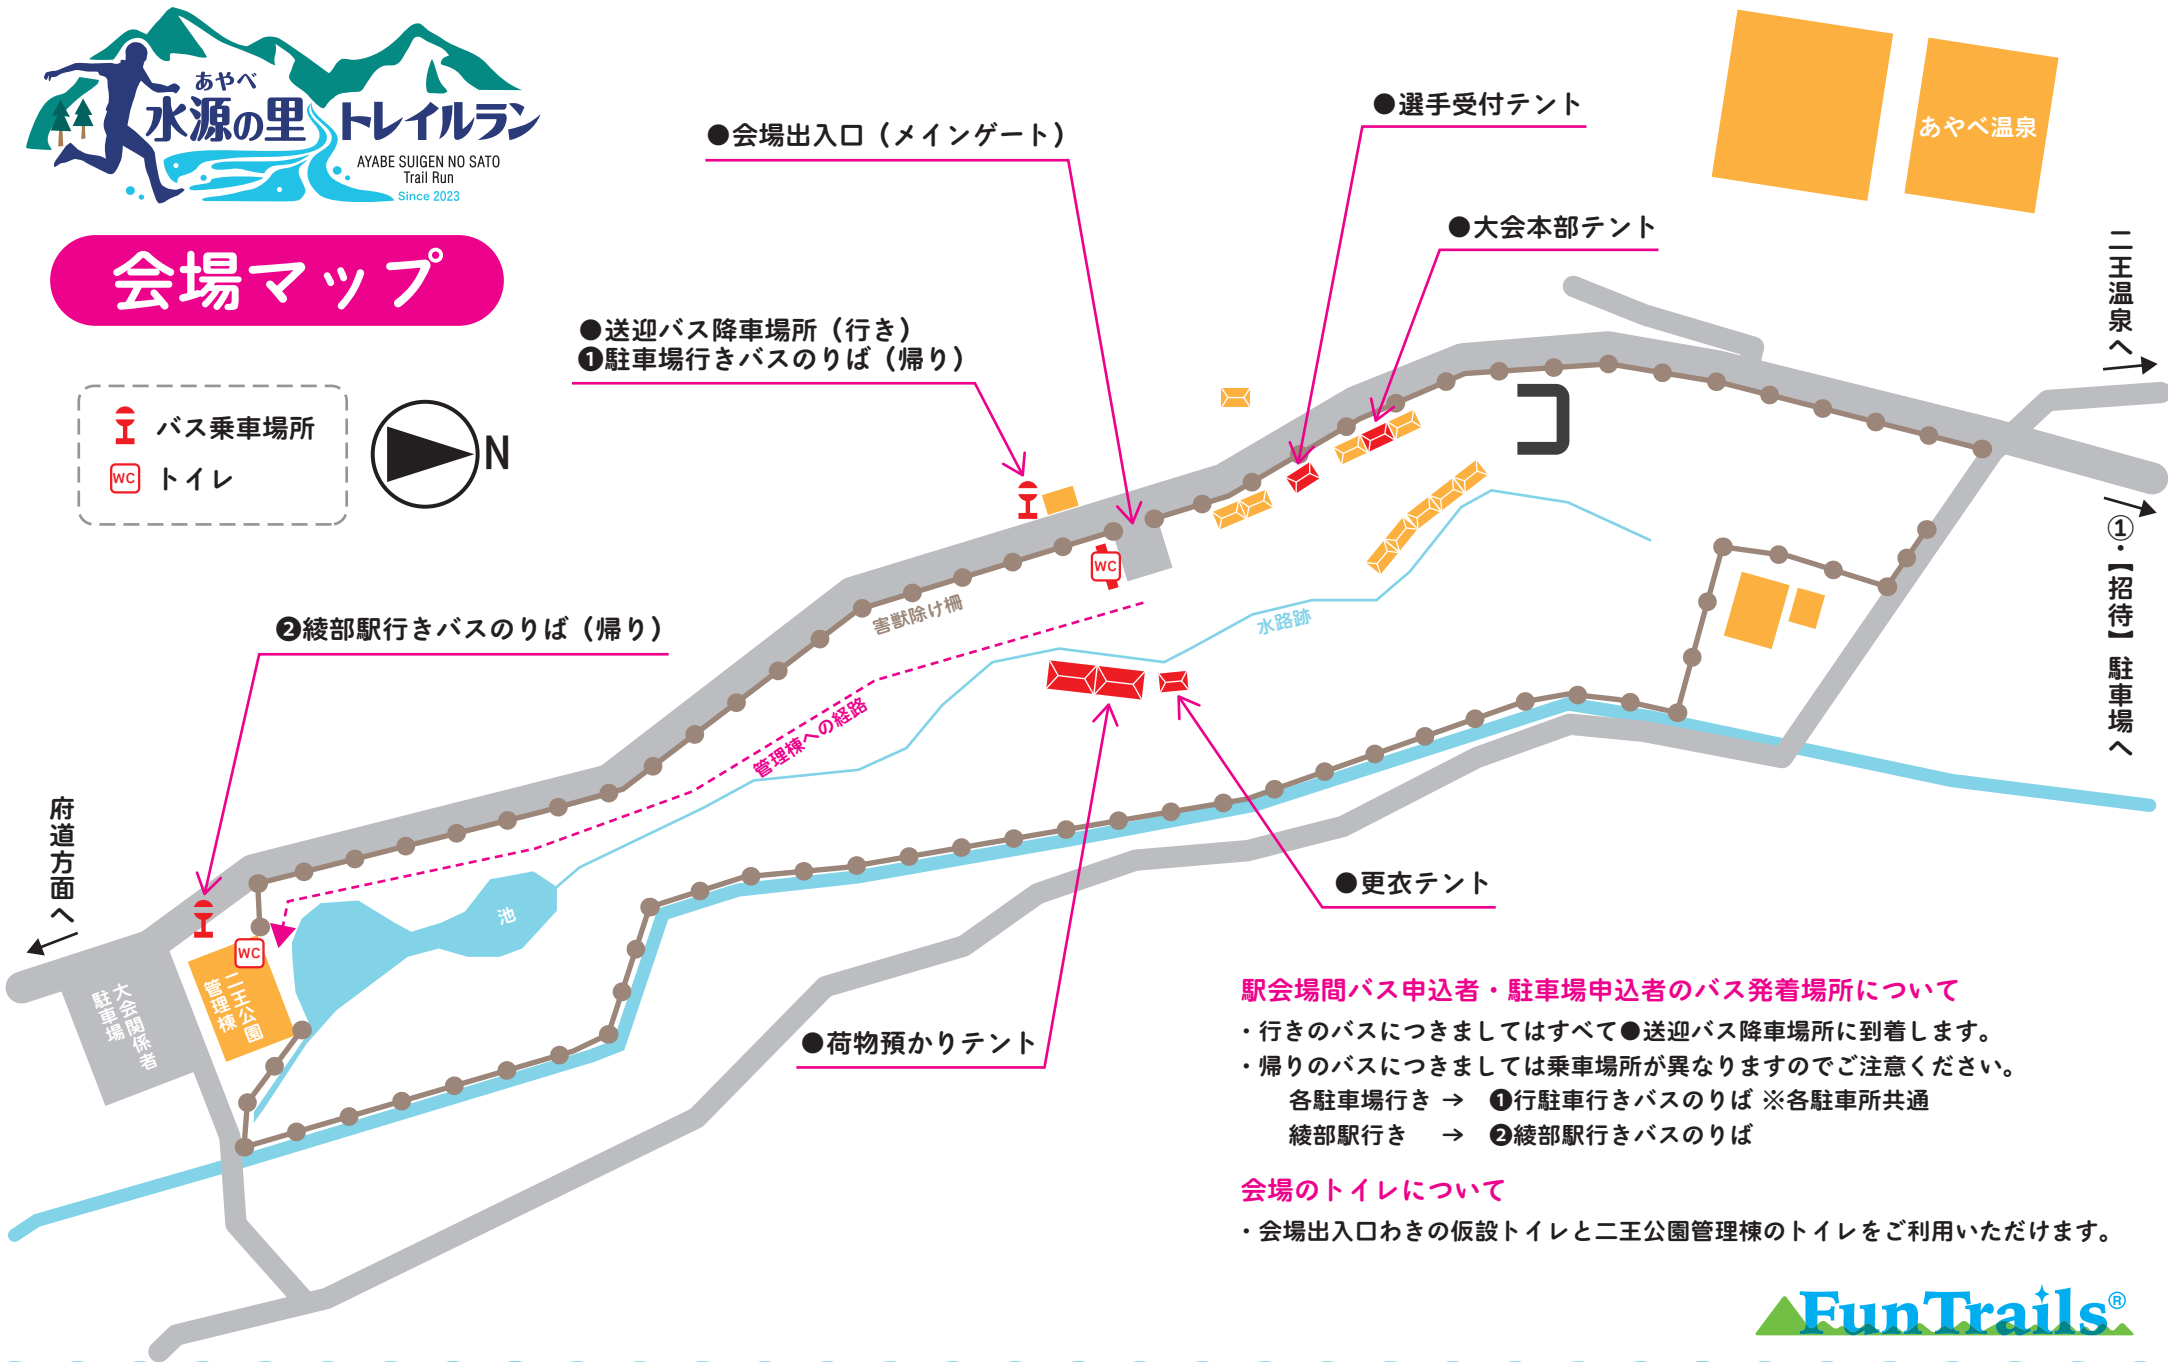 あやべ
水源の里 トレイルラン
AYABE SUIGEN NO SATO
Trail Run
Since 2023
会場マップ
バス乗車場所
WC トイレ
N
●会場出入口（メインゲート）
●選手受付テント
●大会本部テント
あやべ温泉
二王温泉へ
●送迎バス降車場所（行き）
❶駐車場行きバスのりば（帰り）
①・【招待】駐車場へ
WC
害獣除け柵
水路跡
❷綾部駅行きバスのりば（帰り）
管理棟への経路
府道方面へ
池
WC
二王公園
管理棟
大会関係者
駐車場
●更衣テント
●荷物預かりテント
駅会場間バス申込者・駐車場申込者のバス発着場所について
・行きのバスにつきましてはすべて●送迎バス降車場所に到着します。
・帰りのバスにつきましては乗車場所が異なりますのでご注意ください。
各駐車場行き → ❶行駐車行きバスのりば ※各駐車所共通
綾部駅行き → ❷綾部駅行きバスのりば
会場のトイレについて
・会場出入口わきの仮設トイレと二王公園管理棟のトイレをご利用いただけます。
FunTrails®